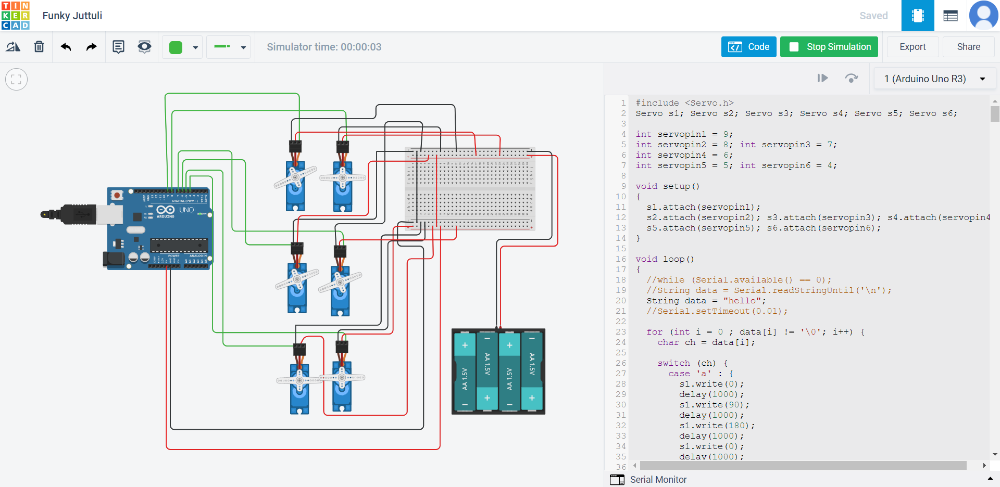 TINKERCAD
Funky Juttuli
Saved
Simulator time: 00:00:03
Code
Stop Simulation
Export
Share
1 (Arduino Uno R3)
DIGITAL (PWM~)
ARDUINO
UNO
POWER
ANALOG IN
AA 1.5V
AA 1.5V
AA 1.5V
AA 1.5V
1 #include <Servo.h>
2 Servo s1; Servo s2; Servo s3; Servo s4; Servo s5; Servo s6;
3
4 int servopin1 = 9;
5 int servopin2 = 8; int servopin3 = 7;
6 int servopin4 = 6;
7 int servopin5 = 5; int servopin6 = 4;
8
9 void setup()
10 {
11 s1.attach(servopin1);
12 s2.attach(servopin2); s3.attach(servopin3); s4.attach(servopin4
13 s5.attach(servopin5); s6.attach(servopin6);
14 }
15
16 void loop()
17 {
18 //while (Serial.available() == 0);
19 //String data = Serial.readStringUntil('\n');
20 String data = "hello";
21 //Serial.setTimeout(0.01);
22
23 for (int i = 0 ; data[i] != '\0'; i++) {
24 char ch = data[i];
25
26 switch (ch) {
27 case 'a' : {
28 s1.write(0);
29 delay(1000);
30 s1.write(90);
31 delay(1000);
32 s1.write(180);
33 delay(1000);
34 s1.write(0);
35 delay(1000);
36
Serial Monitor